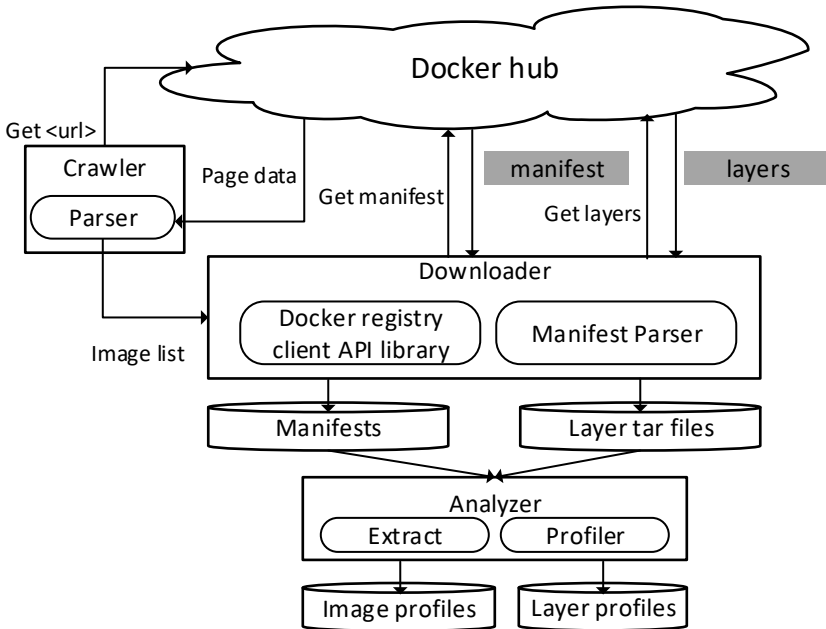 Docker hub
Get <url>
Crawler
Parser
Page data
Get manifest
manifest
Get layers
layers
Image list
Downloader
Docker registry
client API library
Manifest Parser
Manifests
Layer tar files
Analyzer
Extract
Profiler
Image profiles
Layer profiles